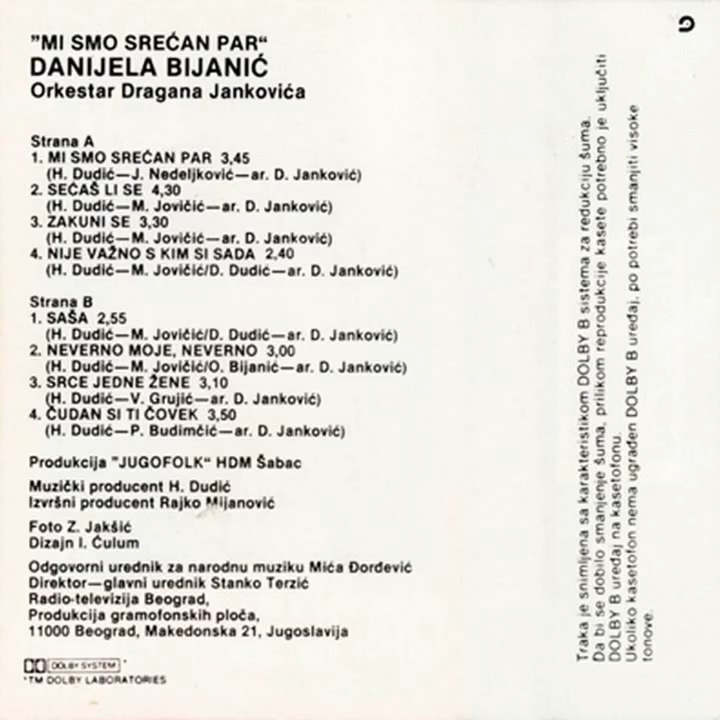 "MI SMO SREĆAN PAR“
DANIJELA BIJANIĆ
Orkestar Dragana Jankovića
Strana A
1. MI SMO SREĆAN PAR 3,45
(H. Dudić—J. Nedeljković—ar. D. Janković)
2. SEĆAŠ LI SE 4,30
(H. Dudić—M. Jovičić—ar. D. Janković)
3. ZAKUNI SE 3,30
(H. Dudić—M. Jovičić—ar. D. Janković)
4. NIJE VAŽNO S KIM SI SADA 2,40
(H. Dudić—M. Jovičić/D. Dudić—ar. D. Janković)
Strana B
1. SAŠA 2,55
(H. Dudić—M. Jovičić/D. Dudić—ar. D. Janković)
2. NEVERNO MOJE, NEVERNO 3,00
(H. Dudić—M. Jovičić/O. Bijanić—ar. D. Janković)
3. SRCE JEDNE ŽENE 3,10
(H. Dudić—V. Grujić—ar. D. Janković)
4. ČUDAN SI TI ČOVEK 3,50
(H. Dudić—P. Budimčić—ar. D. Janković)
Produkcija "JUGOFOLK“ HDM Šabac
Muzički producent H. Dudić
Izvršni producent Rajko Mijanović
Foto Z. Jakšić
Dizajn I. Ćulum
Odgovorni urednik za narodnu muziku Mića Đorđević
Direktor—glavni urednik Stanko Terzić
Radio-televizija Beograd,
Produkcija gramofonskih ploča,
11000 Beograd, Makedonska 21, Jugoslavija
DOLBY SYSTEM *
*TM DOLBY LABORATORIES
Traka je snimljena sa karakteristikom DOLBY B sistema za redukciju šuma.
Da bi se dobilo smanjenje šuma, prilikom reprodukcije kasete potrebno je uključiti
DOLBY B uređaj na kasetofonu.
Ukoliko kasetofon nema ugrađen DOLBY B uređaj, po potrebi smanjiti visoke
tonove.